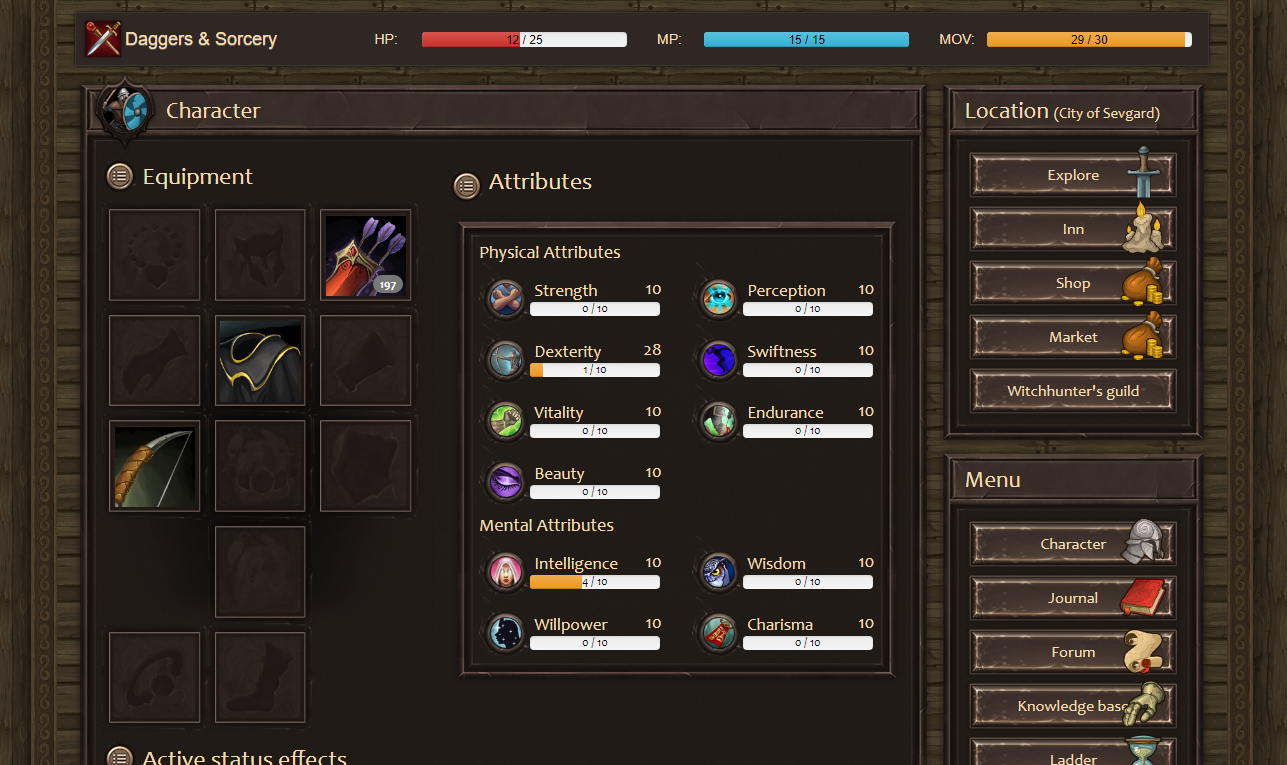 Daggers & Sorcery
HP:
12 / 25
MP:
15 / 15
MOV:
29 / 30
Character
Equipment
197
Attributes
Physical Attributes
Strength 10
0 / 10
Perception 10
0 / 10
Dexterity 28
1 / 10
Swiftness 10
0 / 10
Vitality 10
0 / 10
Endurance 10
0 / 10
Beauty 10
0 / 10
Mental Attributes
Intelligence 10
4 / 10
Wisdom 10
0 / 10
Willpower 10
0 / 10
Charisma 10
0 / 10
Active status effects
Location (City of Sevgard)
Explore
Inn
Shop
Market
Witchhunter's guild
Menu
Character
Journal
Forum
Knowledge base
Ladder